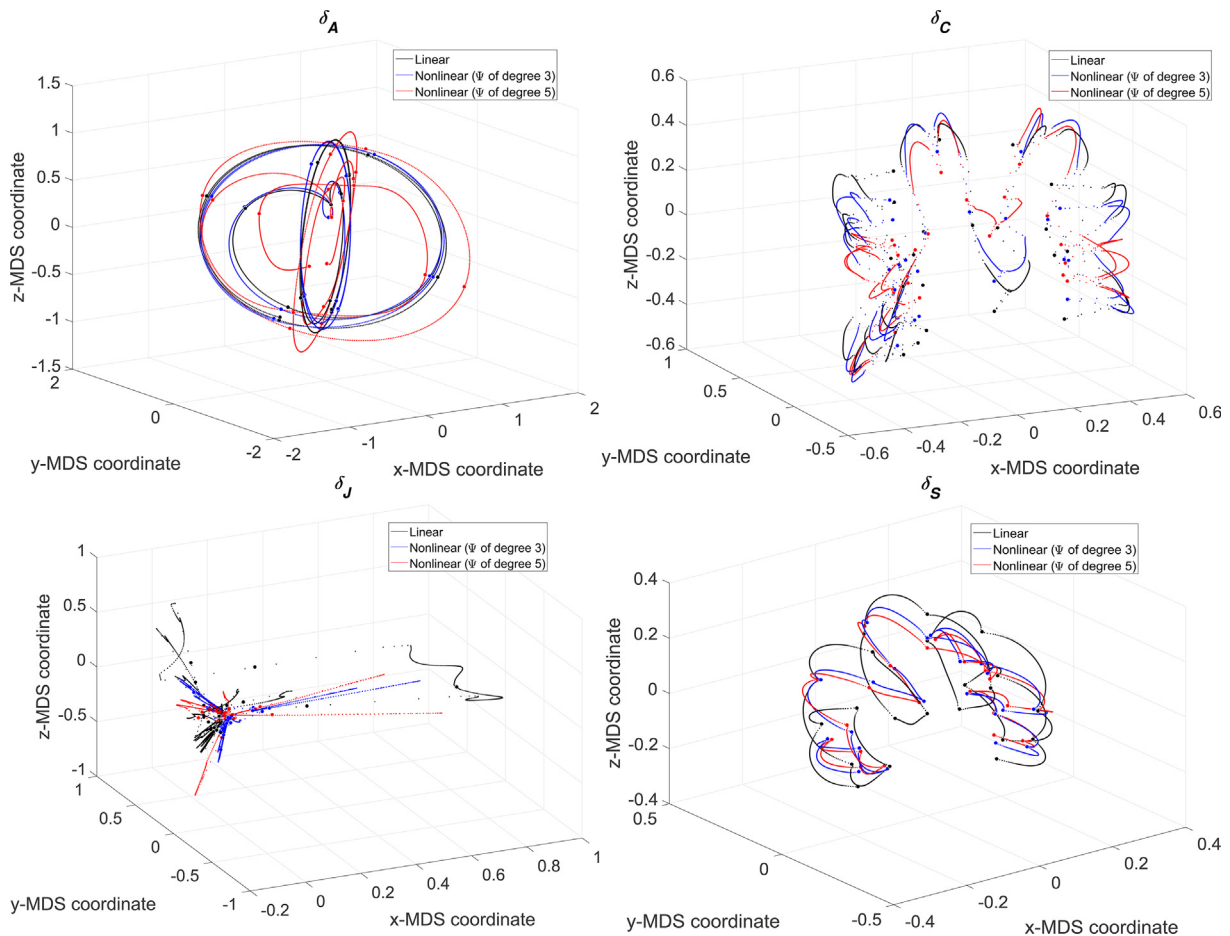 δA
Linear
Nonlinear (Ψ of degree 3)
Nonlinear (Ψ of degree 5)
1.5
1
0.5
0
-0.5
-1
-1.5
z-MDS coordinate
2
0
-2
y-MDS coordinate
-2
-1
0
1
2
x-MDS coordinate
δC
Linear
Nonlinear (Ψ of degree 3)
Nonlinear (Ψ of degree 5)
0.6
0.4
0.2
0
-0.2
-0.4
-0.6
z-MDS coordinate
1
0.5
0
-0.5
y-MDS coordinate
-0.6
-0.4
-0.2
0
0.2
0.4
0.6
x-MDS coordinate
δJ
Linear
Nonlinear (Ψ of degree 3)
Nonlinear (Ψ of degree 5)
1
0.5
0
-0.5
-1
z-MDS coordinate
1
0.5
0
-0.5
-1
y-MDS coordinate
-0.2
0
0.2
0.4
0.6
0.8
1
x-MDS coordinate
δS
Linear
Nonlinear (Ψ of degree 3)
Nonlinear (Ψ of degree 5)
0.4
0.2
0
-0.2
-0.4
z-MDS coordinate
0.5
0
-0.5
y-MDS coordinate
-0.4
-0.2
0
0.2
0.4
x-MDS coordinate